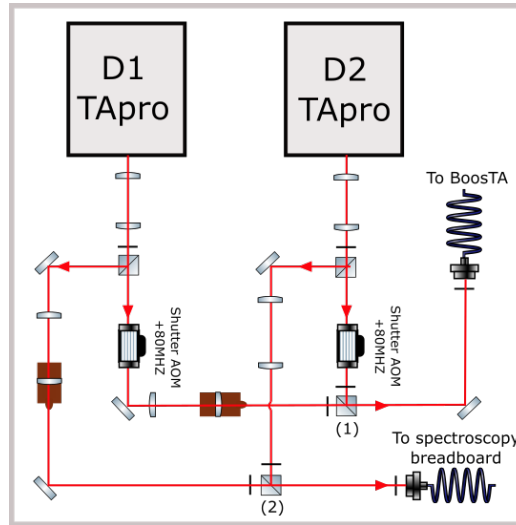 D1
TApro
D2
TApro
To BoosTA
Shutter AOM
+80MHZ
Shutter AOM
+80MHZ
(1)
To spectroscopy
breadboard
(2)